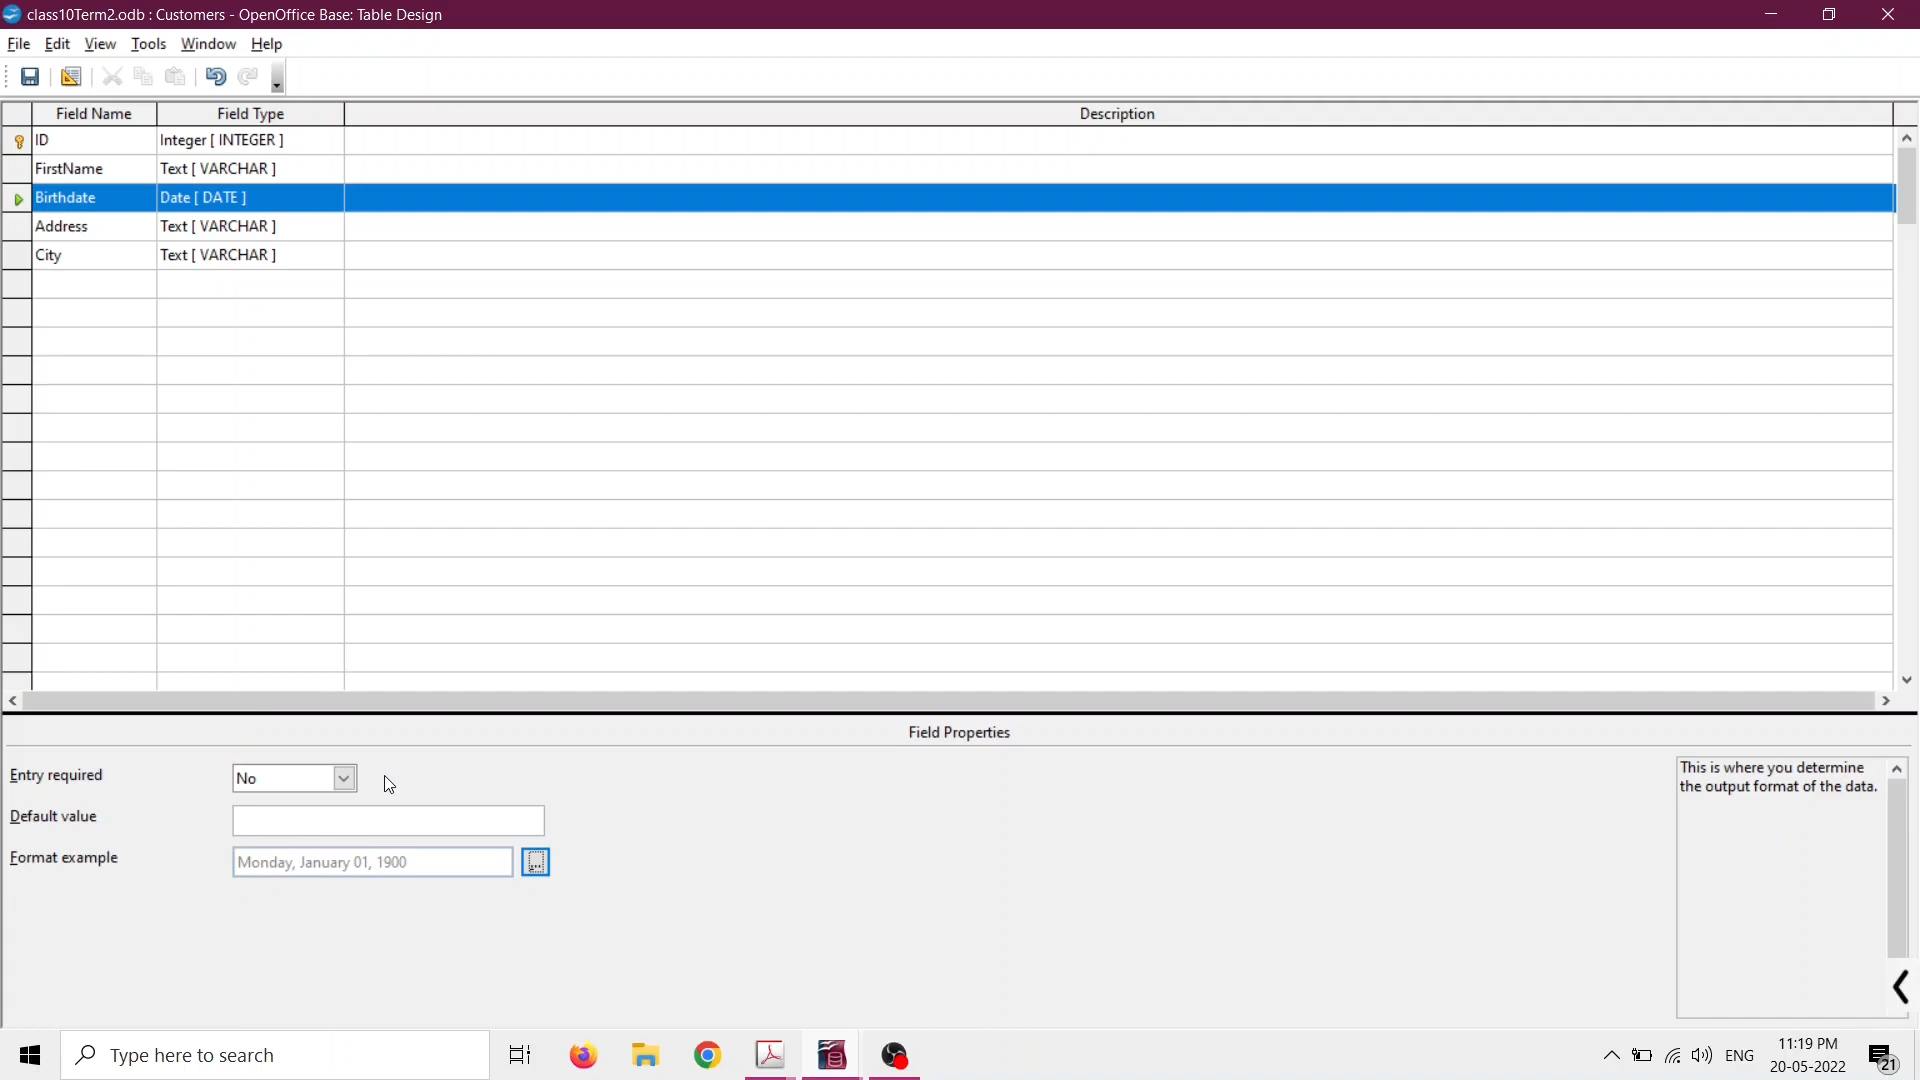 class10Term2.odb : Customers - OpenOffice Base: Table Design
File Edit View Tools Window Help
Field Name Field Type Description
ID Integer [ INTEGER ]
FirstName Text [ VARCHAR ]
Birthdate Date [ DATE ]
Address Text [ VARCHAR ]
City Text [ VARCHAR ]
Field Properties
Entry required No
Default value
Format example Monday, January 01, 1900
This is where you determine
the output format of the data.
Type here to search
ENG
11:19 PM
20-05-2022
21